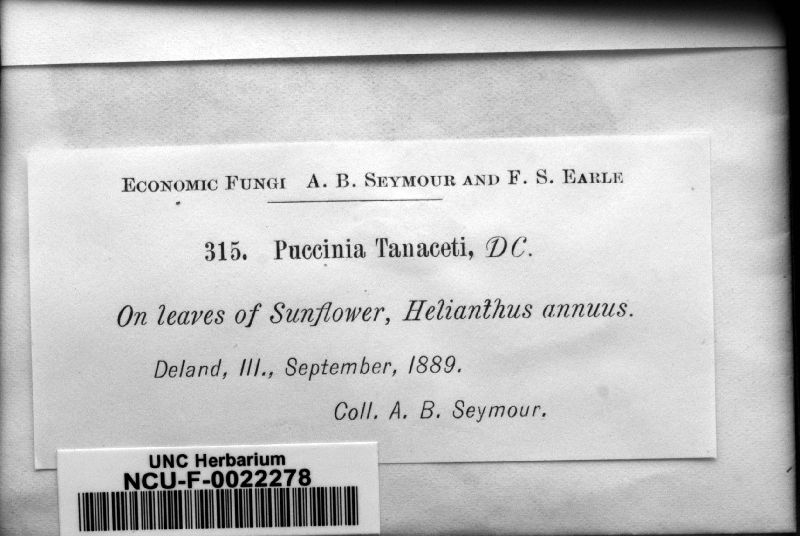 Economic Fungi A. B. Seymour and F. S. Earle
315. Puccinia Tanaceti, DC.
On leaves of Sunflower, Helianthus annuus.
Deland, Ill., September, 1889.
Coll. A. B. Seymour.
UNC Herbarium
NCU-F-0022278